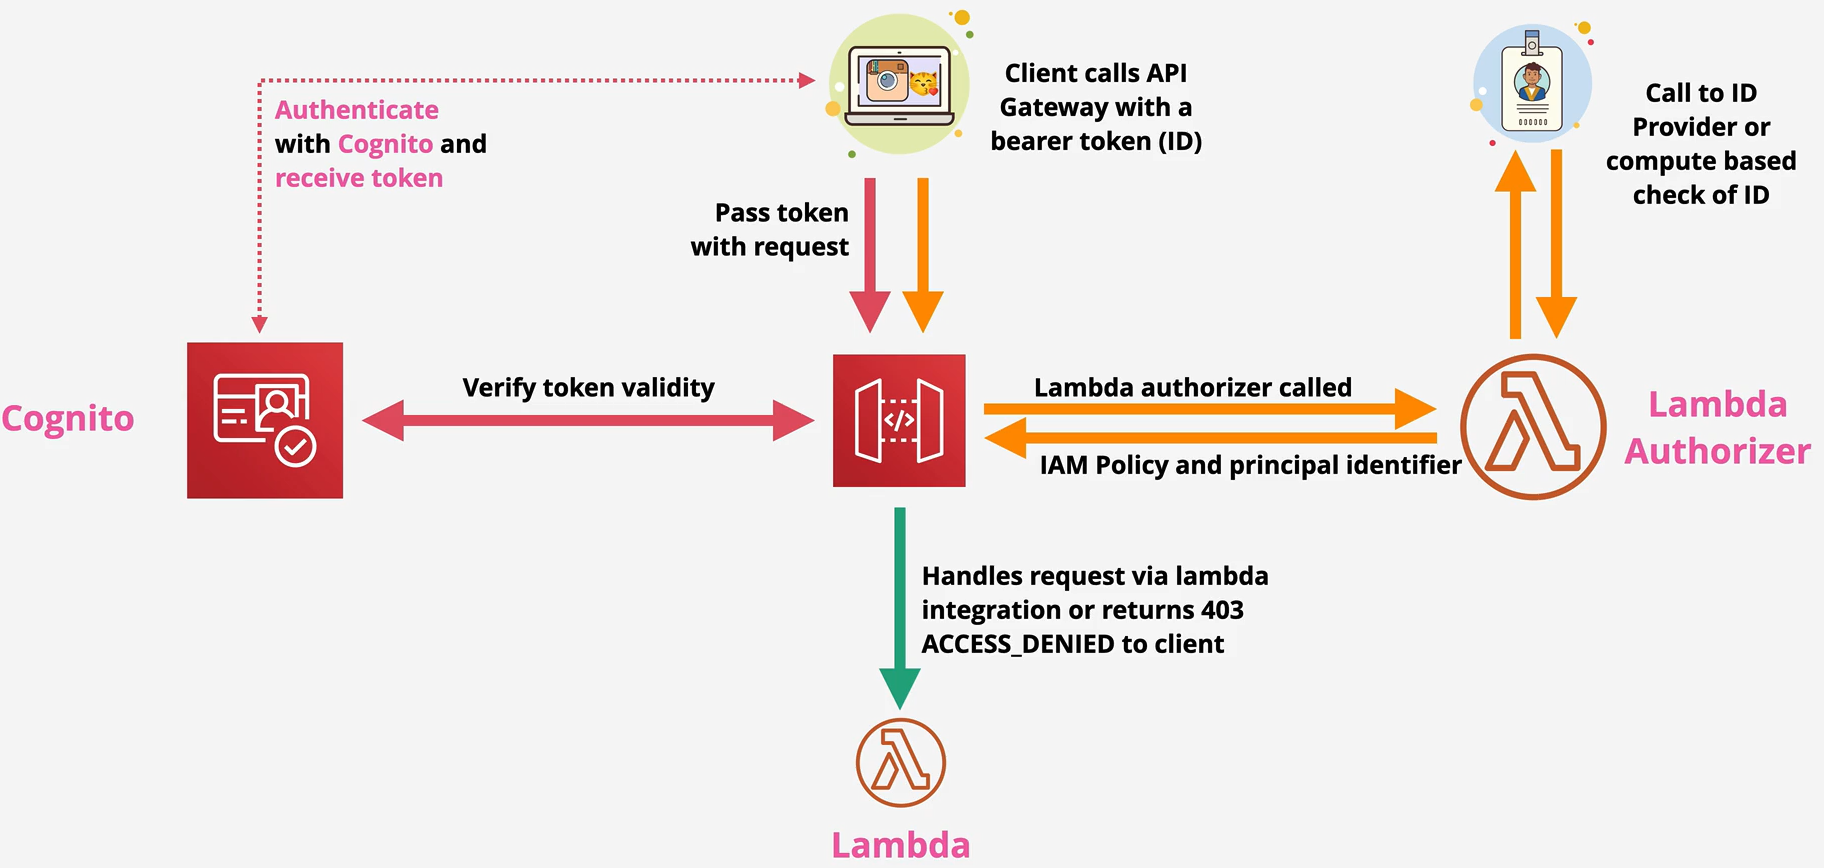 Authenticate
with Cognito and
receive token
Client calls API
Gateway with a
bearer token (ID)
Call to ID
Provider or
compute based
check of ID
Pass token
with request
Cognito
Verify token validity
</>
Lambda authorizer called
IAM Policy and principal identifier
Lambda
Authorizer
Handles request via lambda
integration or returns 403
ACCESS_DENIED to client
Lambda